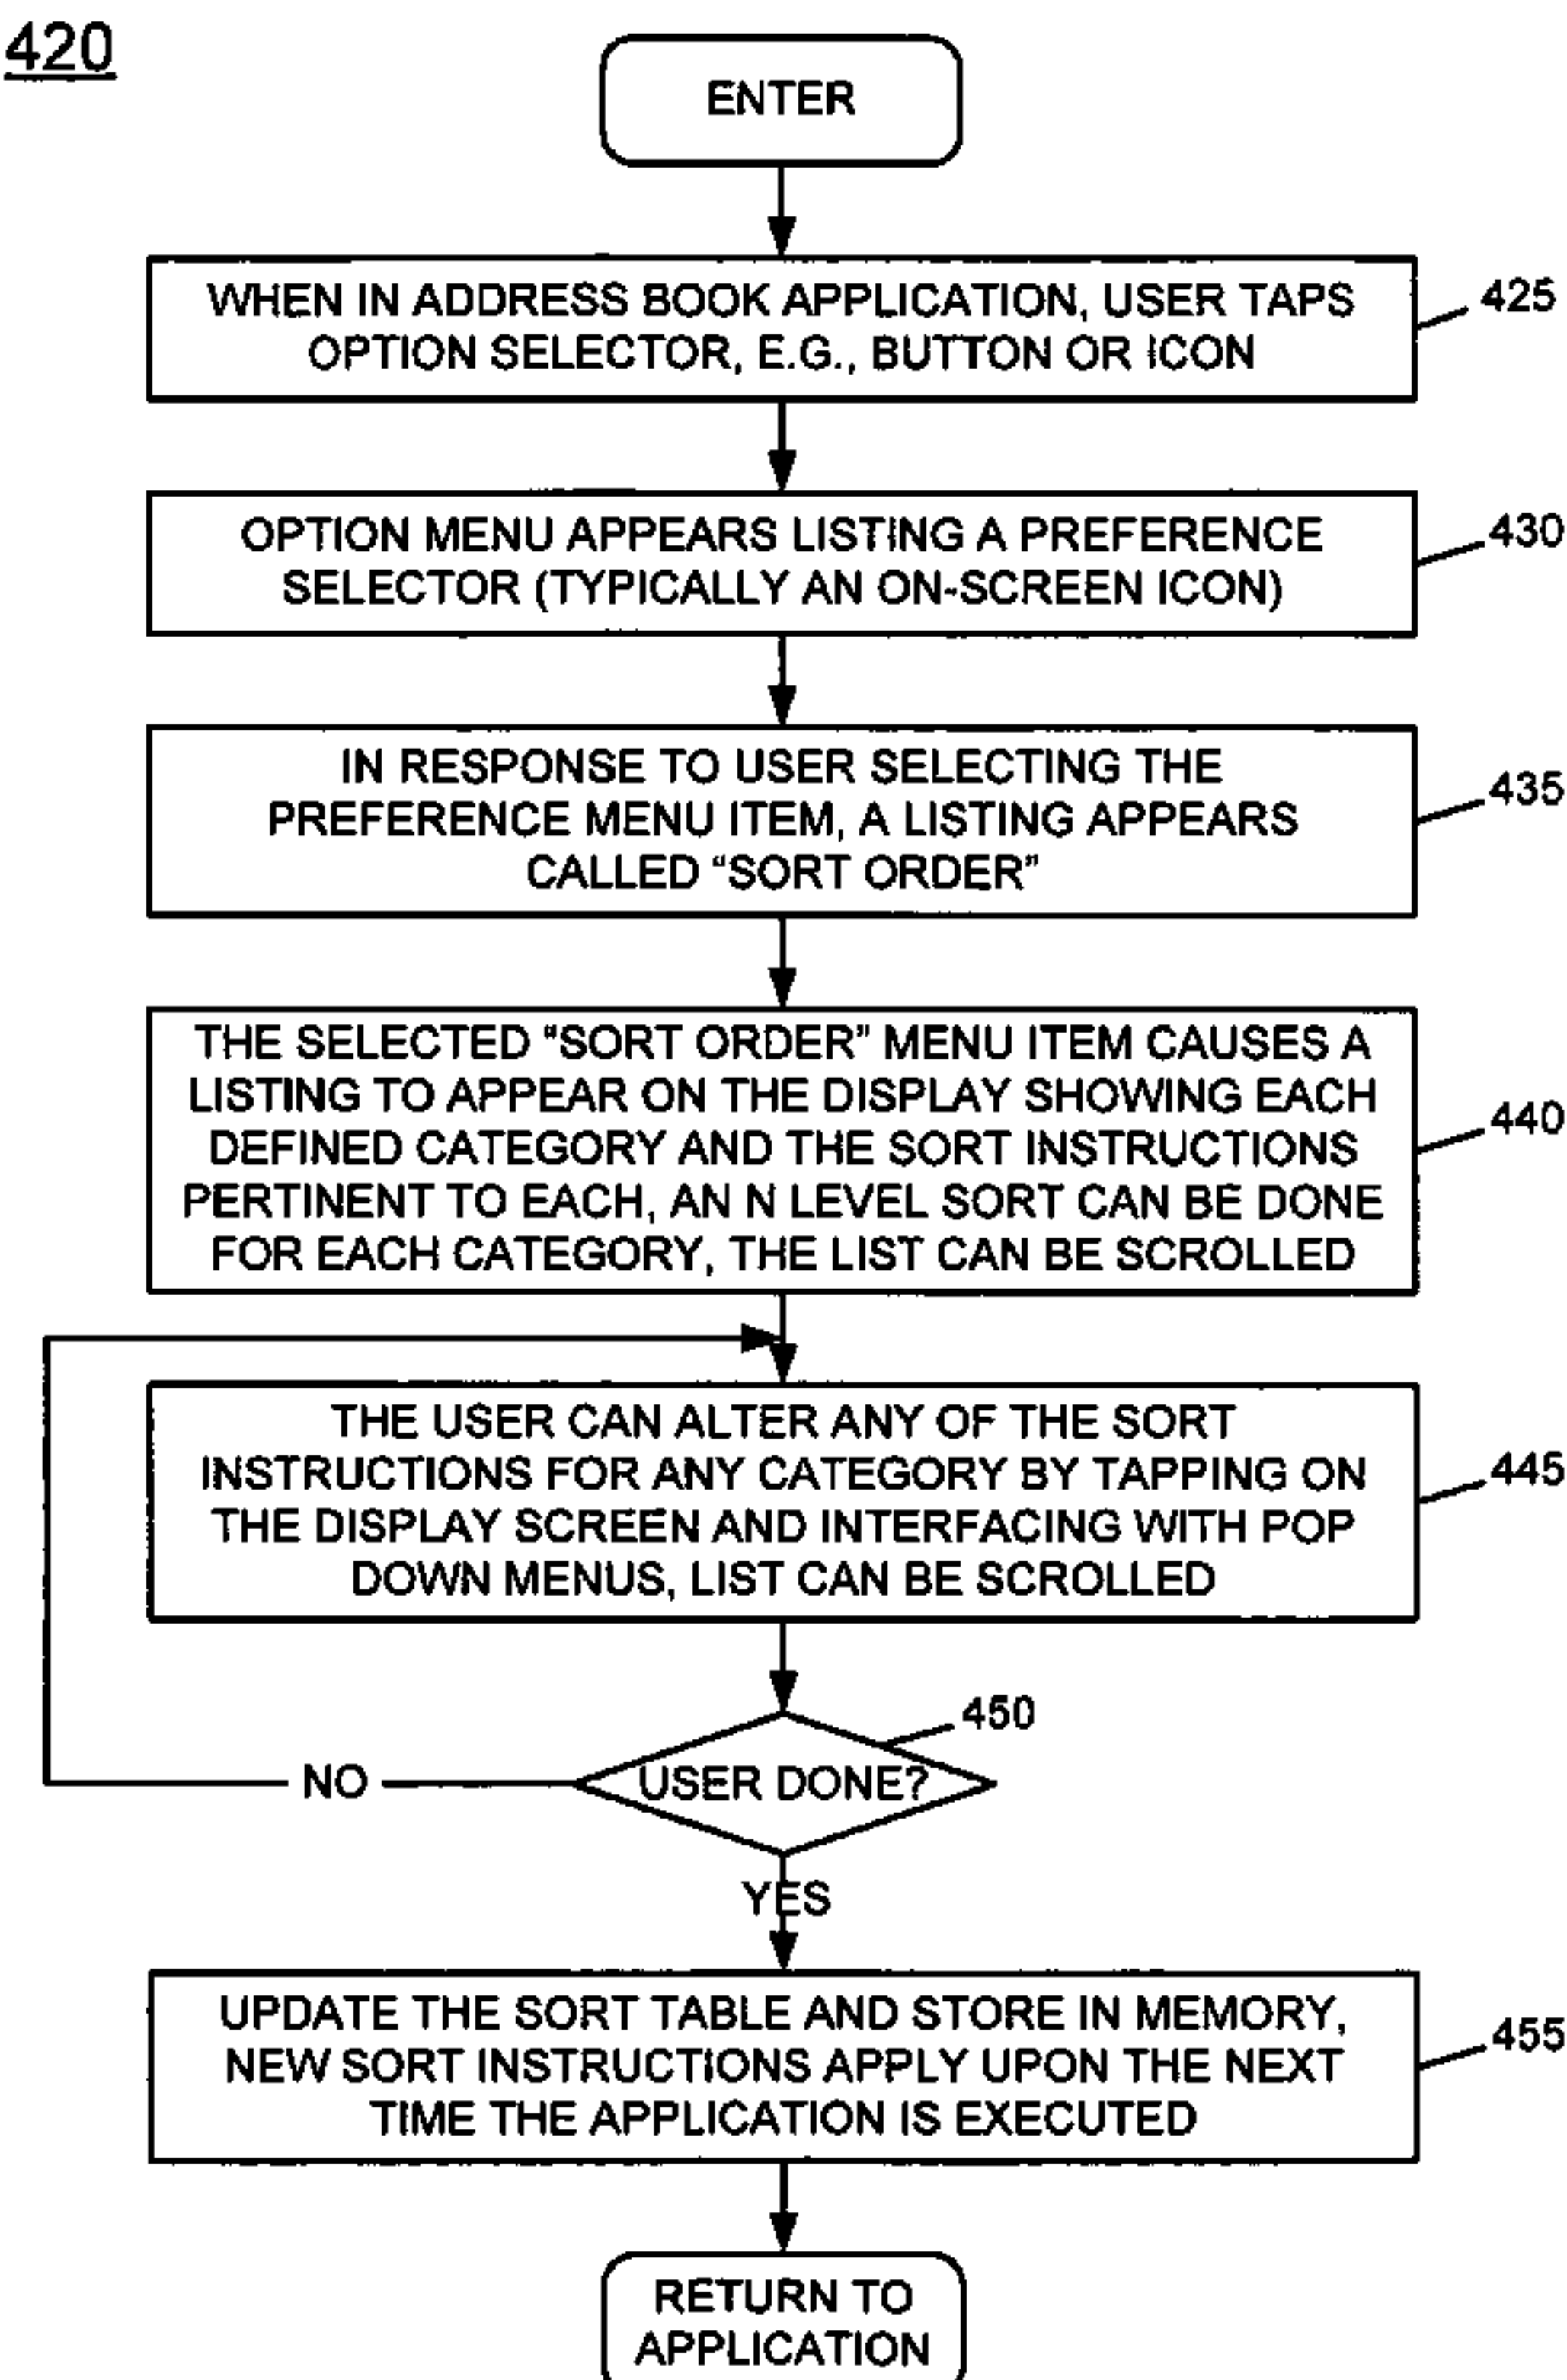 420
ENTER
WHEN IN ADDRESS BOOK APPLICATION, USER TAPS
OPTION SELECTOR, E.G., BUTTON OR ICON
425
OPTION MENU APPEARS LISTING A PREFERENCE
SELECTOR (TYPICALLY AN ON-SCREEN ICON)
430
IN RESPONSE TO USER SELECTING THE
PREFERENCE MENU ITEM, A LISTING APPEARS
CALLED "SORT ORDER"
435
THE SELECTED "SORT ORDER" MENU ITEM CAUSES A
LISTING TO APPEAR ON THE DISPLAY SHOWING EACH
DEFINED CATEGORY AND THE SORT INSTRUCTIONS
PERTINENT TO EACH, AN N LEVEL SORT CAN BE DONE
FOR EACH CATEGORY, THE LIST CAN BE SCROLLED
440
THE USER CAN ALTER ANY OF THE SORT
INSTRUCTIONS FOR ANY CATEGORY BY TAPPING ON
THE DISPLAY SCREEN AND INTERFACING WITH POP
DOWN MENUS, LIST CAN BE SCROLLED
445
450
NO
USER DONE?
YES
UPDATE THE SORT TABLE AND STORE IN MEMORY,
NEW SORT INSTRUCTIONS APPLY UPON THE NEXT
TIME THE APPLICATION IS EXECUTED
455
RETURN TO
APPLICATION